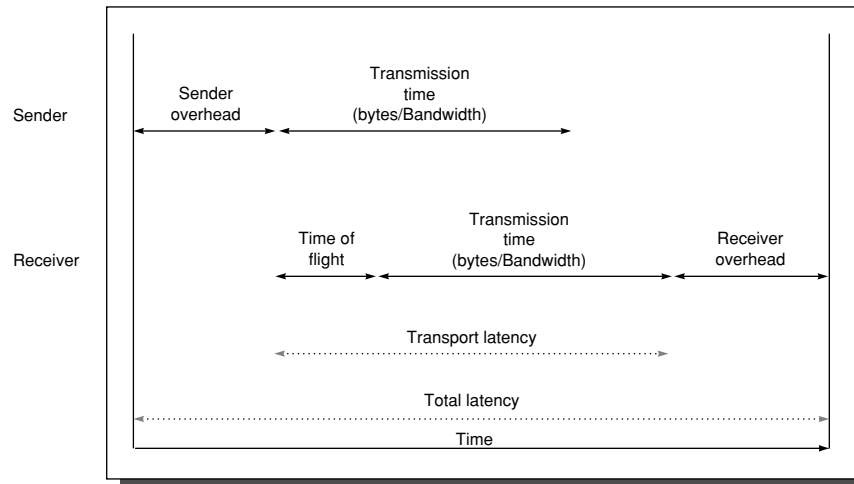 Sender
Sender
overhead
Transmission
time
(bytes/Bandwidth)
Receiver
Time of
flight
Transmission
time
(bytes/Bandwidth)
Receiver
overhead
Transport latency
Total latency
Time